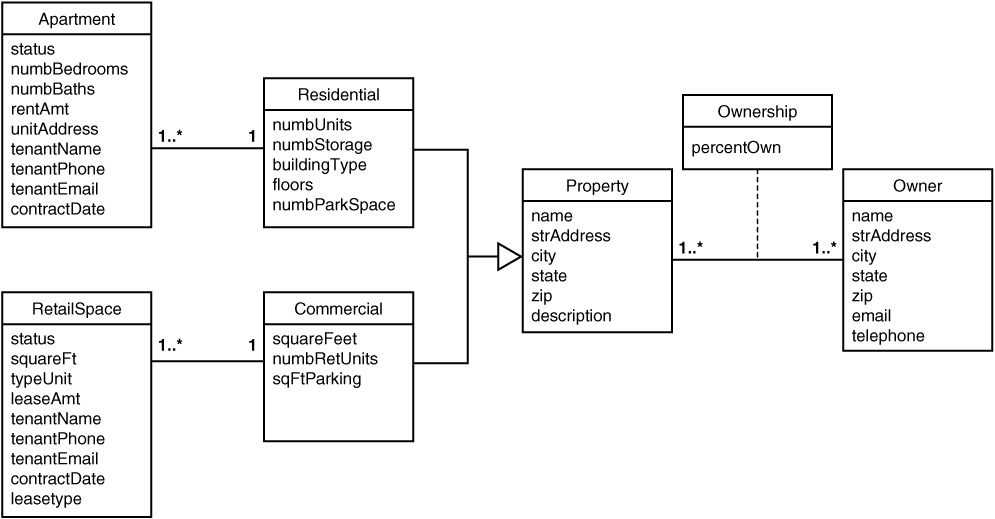 Apartment
status
numbBedrooms
numbBaths
rentAmt
unitAddress
tenantName
tenantPhone
tenantEmail
contractDate
1..*
1
Residential
numbUnits
numbStorage
buildingType
floors
numbParkSpace
RetailSpace
status
squareFt
typeUnit
leaseAmt
tenantName
tenantPhone
tenantEmail
contractDate
leasetype
1..*
1
Commercial
squareFeet
numbRetUnits
sqFtParking
Property
name
strAddress
city
state
zip
description
1..*
1..*
Ownership
percentOwn
Owner
name
strAddress
city
state
zip
email
telephone